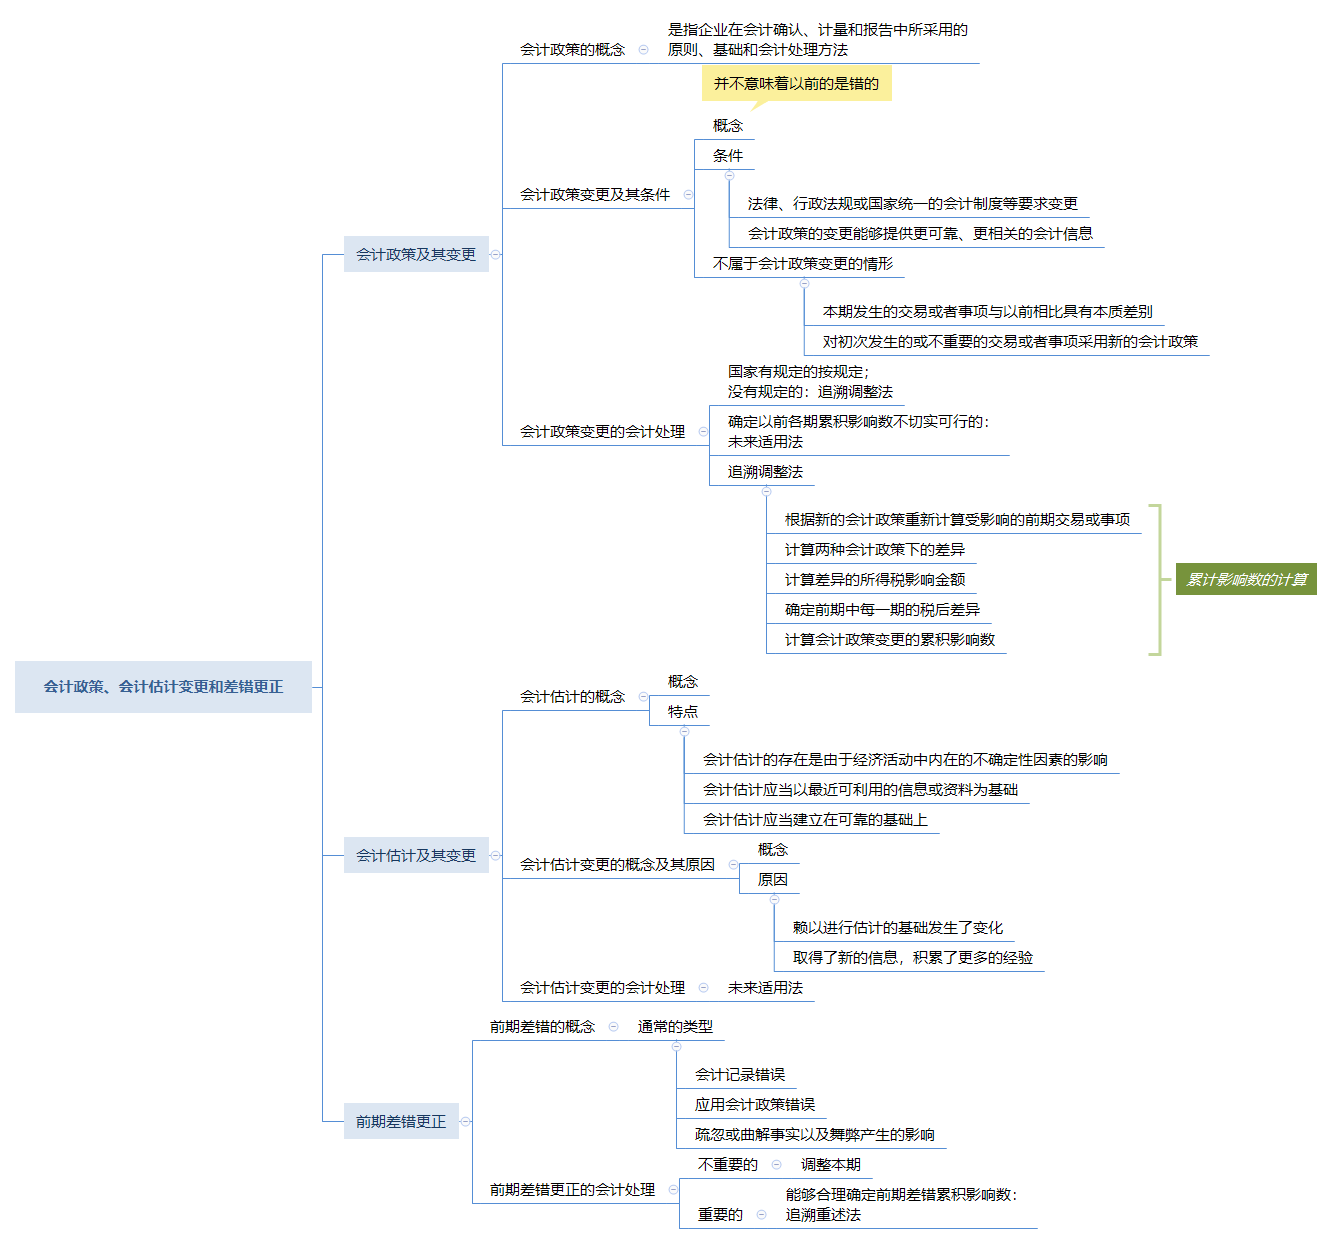 会计政策、会计估计变更和差错更正
会计政策及其变更
会计政策的概念
是指企业在会计确认、计量和报告中所采用的
原则、基础和会计处理方法
会计政策变更及其条件
并不意味着以前的是错的
概念
条件
法律、行政法规或国家统一的会计制度等要求变更
会计政策的变更能够提供更可靠、更相关的会计信息
不属于会计政策变更的情形
本期发生的交易或者事项与以前相比具有本质差别
对初次发生的或不重要的交易或者事项采用新的会计政策
会计政策变更的会计处理
国家有规定的按规定；
没有规定的：追溯调整法
确定以前各期累积影响数不切实可行的：
未来适用法
追溯调整法
根据新的会计政策重新计算受影响的前期交易或事项
计算两种会计政策下的差异
计算差异的所得税影响金额
确定前期中每一期的税后差异
计算会计政策变更的累积影响数
累计影响数的计算
会计估计及其变更
会计估计的概念
概念
特点
会计估计的存在是由于经济活动中内在的不确定性因素的影响
会计估计应当以最近可利用的信息或资料为基础
会计估计应当建立在可靠的基础上
会计估计变更的概念及其原因
概念
原因
赖以进行估计的基础发生了变化
取得了新的信息，积累了更多的经验
会计估计变更的会计处理
未来适用法
前期差错更正
前期差错的概念
通常的类型
会计记录错误
应用会计政策错误
疏忽或曲解事实以及舞弊产生的影响
前期差错更正的会计处理
不重要的
调整本期
重要的
能够合理确定前期差错累积影响数：
追溯重述法